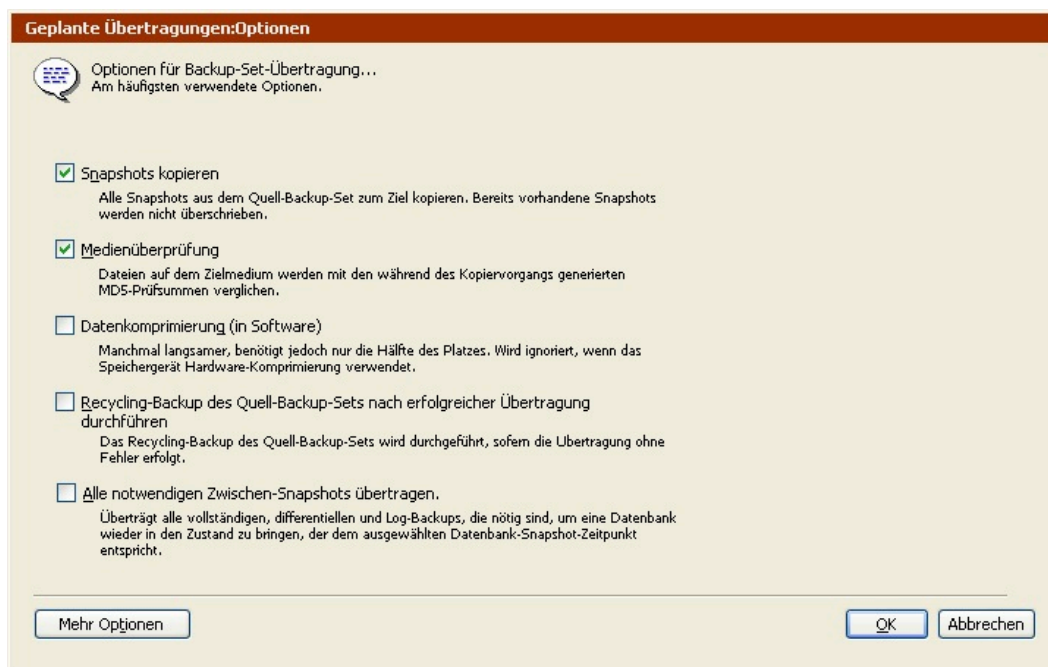 Geplante Übertragungen:Optionen
Optionen für Backup-Set-Übertragung...
Am häufigsten verwendete Optionen.
Snapshots kopieren
Alle Snapshots aus dem Quell-Backup-Set zum Ziel kopieren. Bereits vorhandene Snapshots
werden nicht überschrieben.
Medienüberprüfung
Dateien auf dem Zielmedium werden mit den während des Kopiervorgangs generierten
MD5-Prüfsummen verglichen.
Datenkomprimierung (in Software)
Manchmal langsamer, benötigt jedoch nur die Hälfte des Platzes. Wird ignoriert, wenn das
Speichergerät Hardware-Komprimierung verwendet.
Recycling-Backup des Quell-Backup-Sets nach erfolgreicher Übertragung
durchführen
Das Recycling-Backup des Quell-Backup-Sets wird durchgeführt, sofern die Ubertragung ohne
Fehler erfolgt.
Alle notwendigen Zwischen-Snapshots übertragen.
Überträgt alle vollständigen, differentiellen und Log-Backups, die nötig sind, um eine Datenbank
wieder in den Zustand zu bringen, der dem ausgewählten Datenbank-Snapshot-Zeitpunkt
entspricht.
Mehr Optionen
OK
Abbrechen